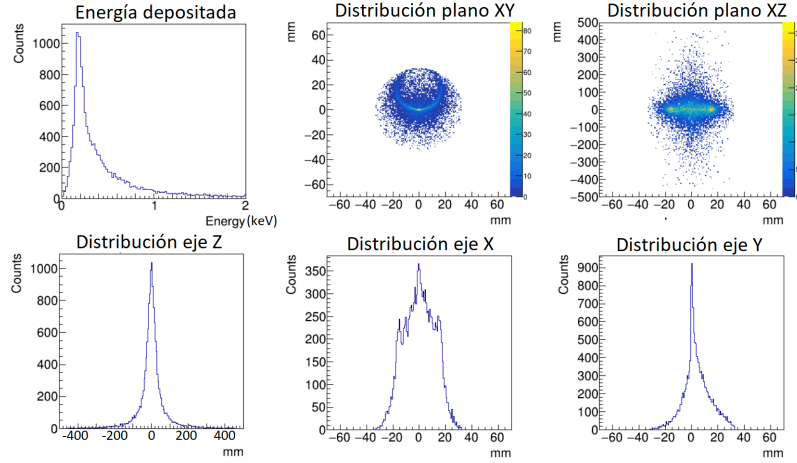 Energía depositada
Counts
1000
800
600
400
200
0
0
1
2
Energy(keV)
Distribución plano XY
mm
60
40
20
0
−20
−40
−60
−60 −40 −20 0 20 40 60
mm
80
70
60
50
40
30
20
10
0
Distribución plano XZ
mm
500
400
300
200
100
0
−100
−200
−300
−400
−500
−60 −40 −20 0 20 40 60
mm
Distribución eje Z
Counts
1000
800
600
400
200
0
-400 -200 0 200 400
mm
Distribución eje X
Counts
350
300
250
200
150
100
50
0
−60 −40 −20 0 20 40 60
mm
Distribución eje Y
Counts
900
800
700
600
500
400
300
200
100
−60 −40 −20 0 20 40 60
mm